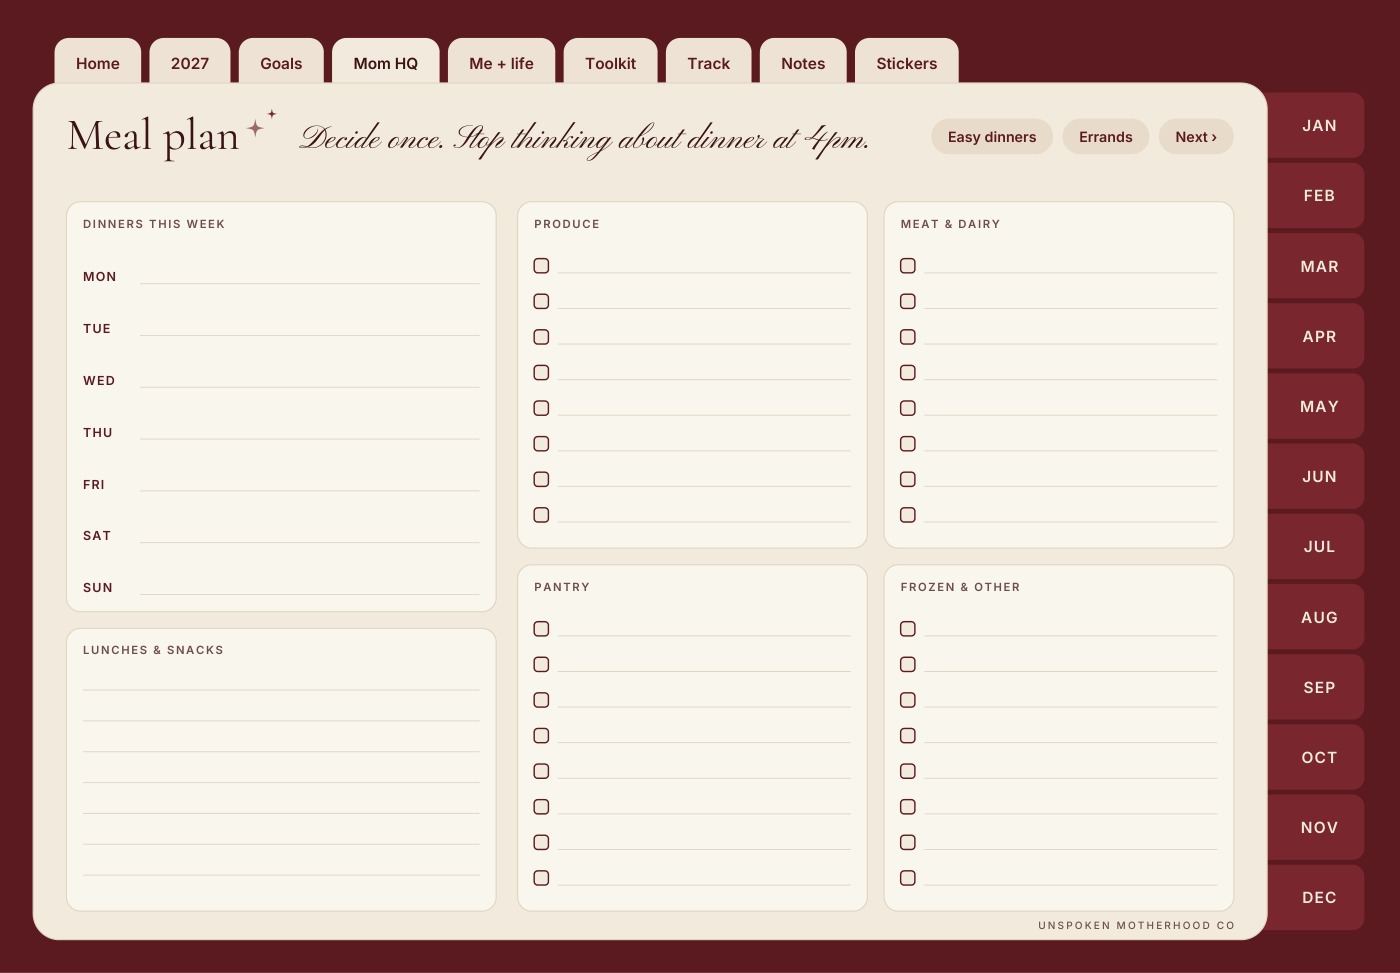 Home 2027 Goals Mom HQ Me + life Toolkit Track Notes Stickers
Meal plan Decide once. Stop thinking about dinner at 4pm. Easy dinners Errands Next ›
DINNERS THIS WEEK
MON
TUE
WED
THU
FRI
SAT
SUN
LUNCHES & SNACKS
PRODUCE
MEAT & DAIRY
PANTRY
FROZEN & OTHER
UNSPOKEN MOTHERHOOD CO
JAN
FEB
MAR
APR
MAY
JUN
JUL
AUG
SEP
OCT
NOV
DEC